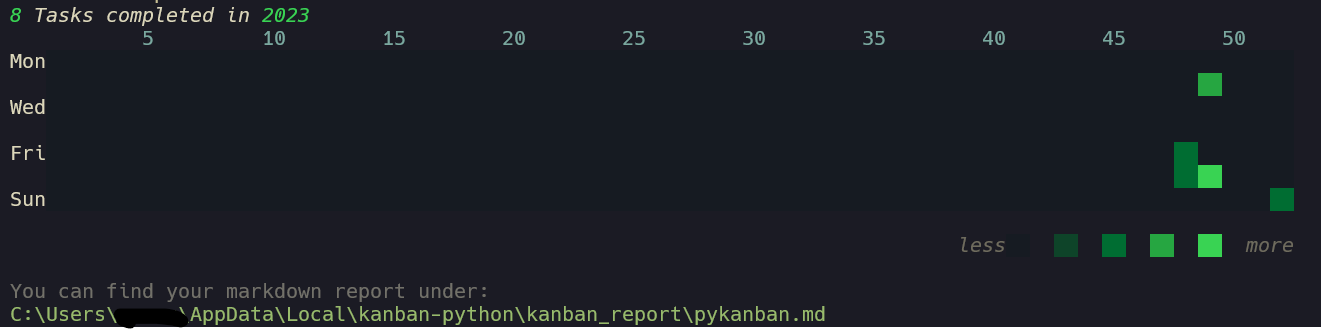 8 Tasks completed in 2023
5 10 15 20 25 30 35 40 45 50
Mon
Wed
Fri
Sun
less more
You can find your markdown report under:
C:\Users\ \AppData\Local\kanban-python\kanban_report\pykanban.md